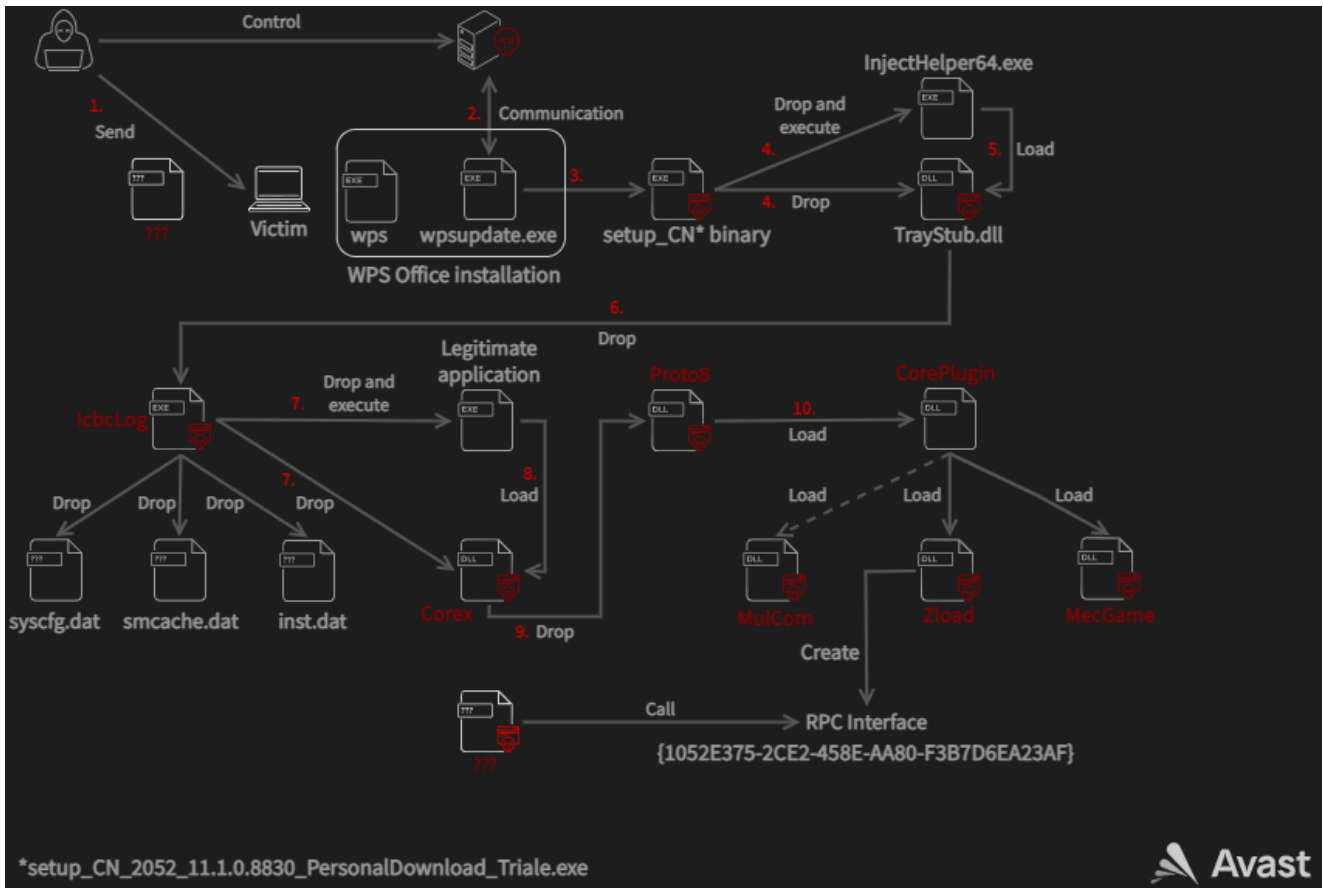 Control
InjectHelper64.exe
EXE
1.
Send
2. Communication
Drop and
execute
4.
5. Load
???
???
Victim
EXE
wps
EXE
wpsupdate.exe
WPS Office installation
3.
EXE
setup_CN* binary
4. Drop
DLL
TrayStub.dll
6.
Drop
IcbcLog
EXE
7.
Drop and
execute
Legitimate
application
EXE
7.
8.
Load
Proto8
DLL
10.
Load
CorePlugin
DLL
Drop
Drop
Drop
Drop
???
syscfg.dat
???
smcache.dat
???
inst.dat
DLL
Corex
9. Drop
Load
Load
Load
DLL
MulCom
DLL
Zload
DLL
MecGame
Create
???
???
Call
RPC Interface
{1052E375-2CE2-458E-AA80-F3B7D6EA23AF}
*setup_CN_2052_11.1.0.8830_PersonalDownload_Triale.exe
Avast